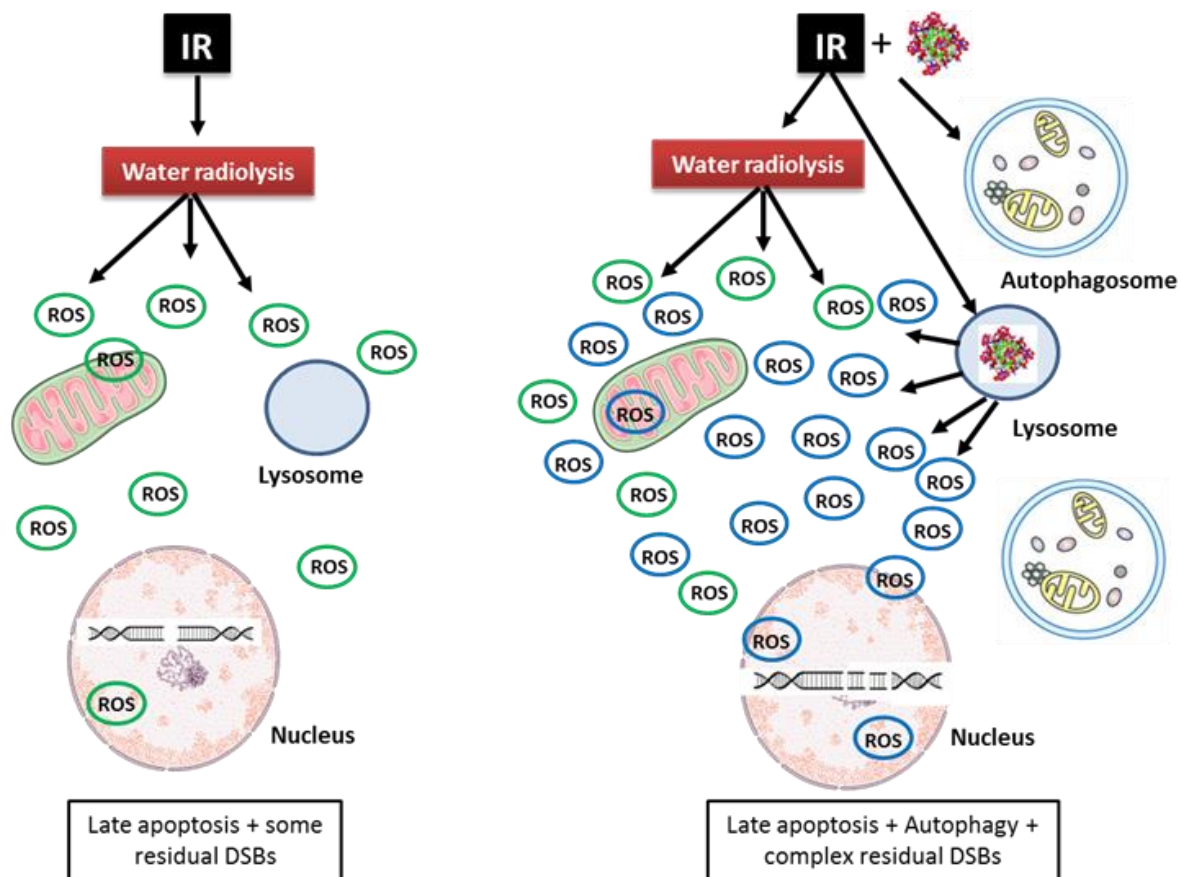 IR
Water radiolysis
ROS
ROS
ROS
ROS
ROS
Lysosome
ROS
ROS
ROS
ROS
Nucleus
Late apoptosis + some
residual DSBs
IR +
Water radiolysis
Autophagosome
ROS
ROS
ROS
ROS
ROS
ROS
ROS
ROS
ROS
ROS
Lysosome
ROS
ROS
ROS
ROS
ROS
ROS
ROS
ROS
ROS
ROS
ROS
ROS
ROS
ROS
Nucleus
Late apoptosis + Autophagy +
complex residual DSBs